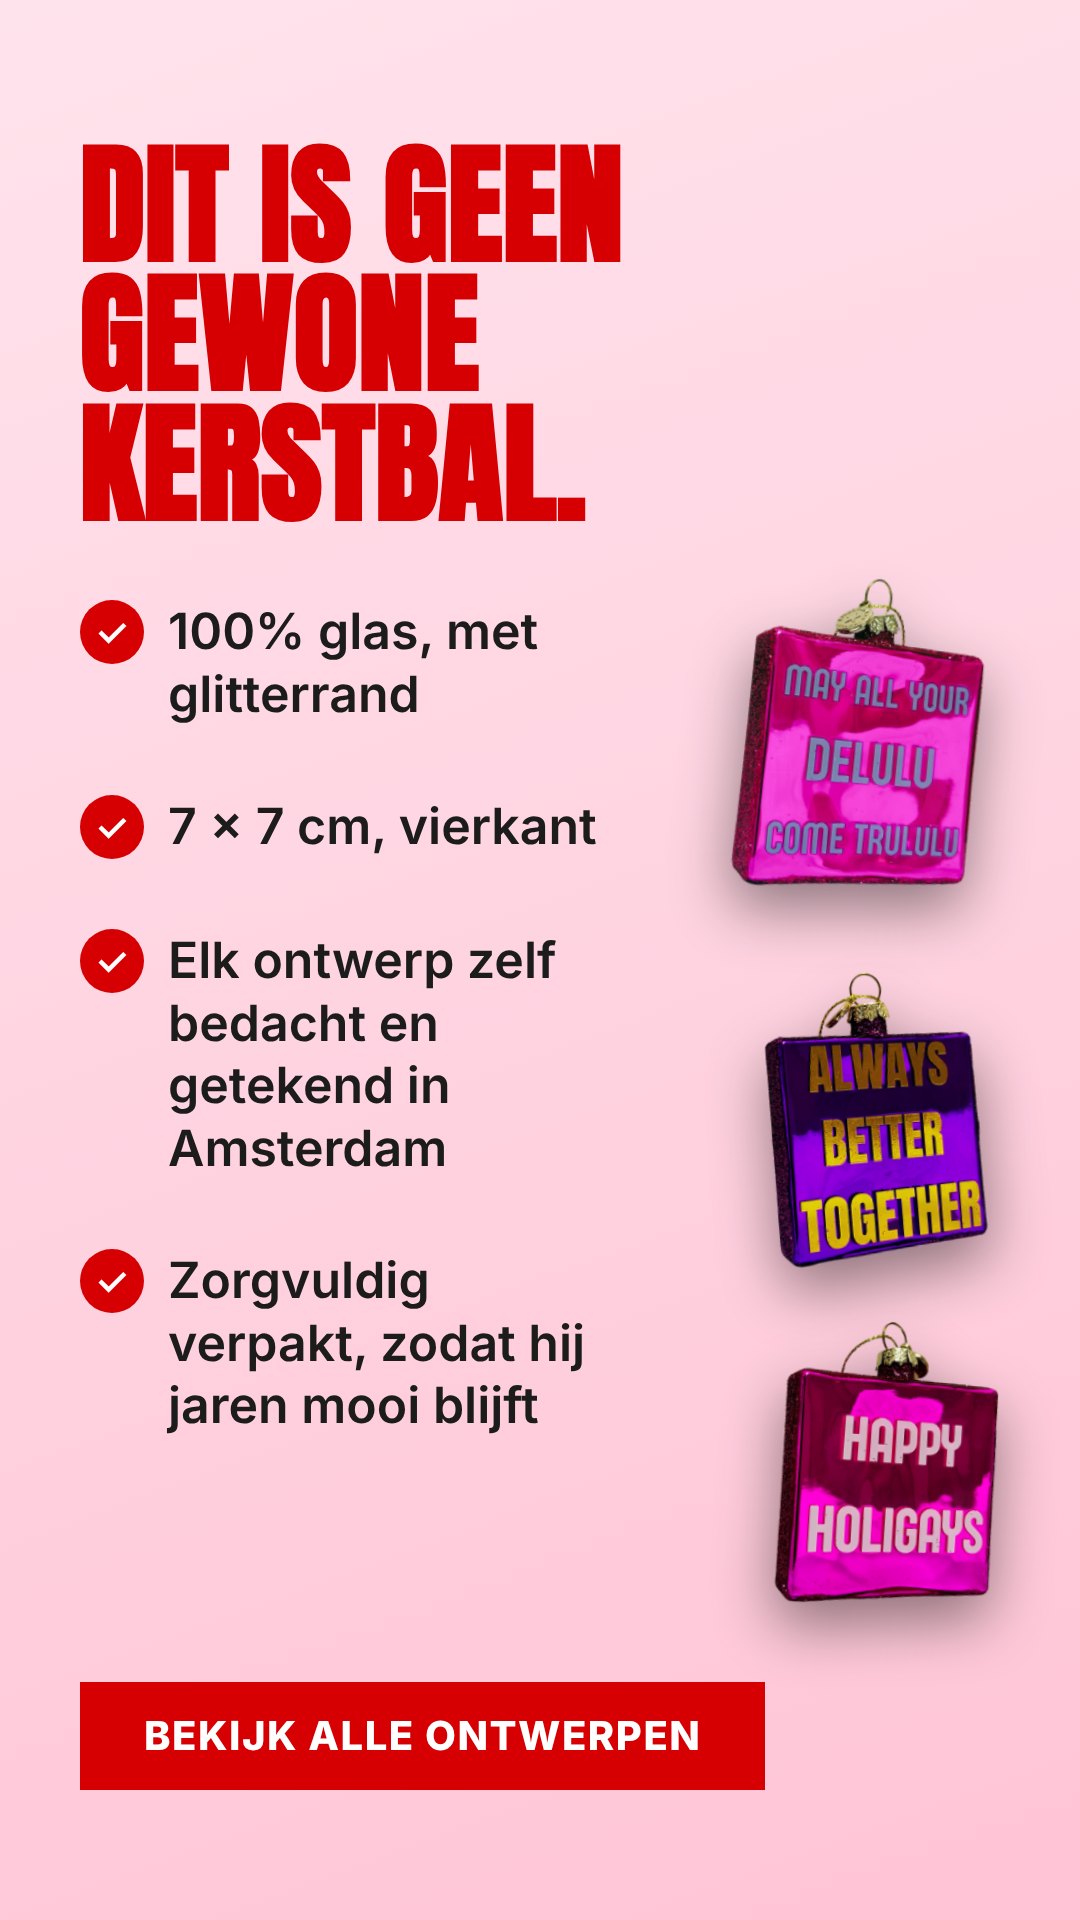 DIT IS GEEN
GEWONE
KERSTBAL.
100% glas, met
glitterrand
7 × 7 cm, vierkant
Elk ontwerp zelf
bedacht en
getekend in
Amsterdam
Zorgvuldig
verpakt, zodat hij
jaren mooi blijft
MAY ALL YOUR
DELULU
COME TRULULU
ALWAYS
BETTER
TOGETHER
HAPPY
HOLIGAYS
BEKIJK ALLE ONTWERPEN